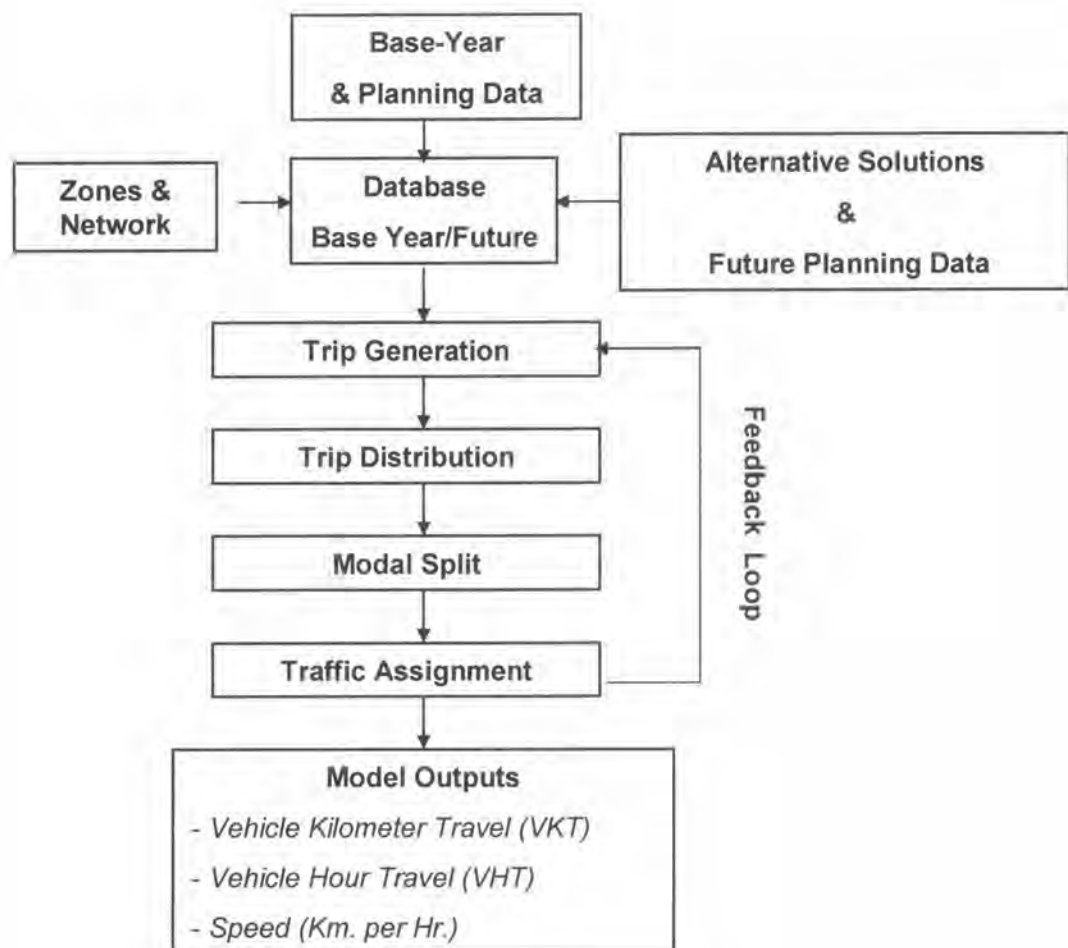 Base-Year
& Planning Data
Zones &
Network
Database
Base Year/Future
Alternative Solutions
&
Future Planning Data
Trip Generation
Trip Distribution
Modal Split
Traffic Assignment
Feedback Loop
Model Outputs
- Vehicle Kilometer Travel (VKT)
- Vehicle Hour Travel (VHT)
- Speed (Km. per Hr.)